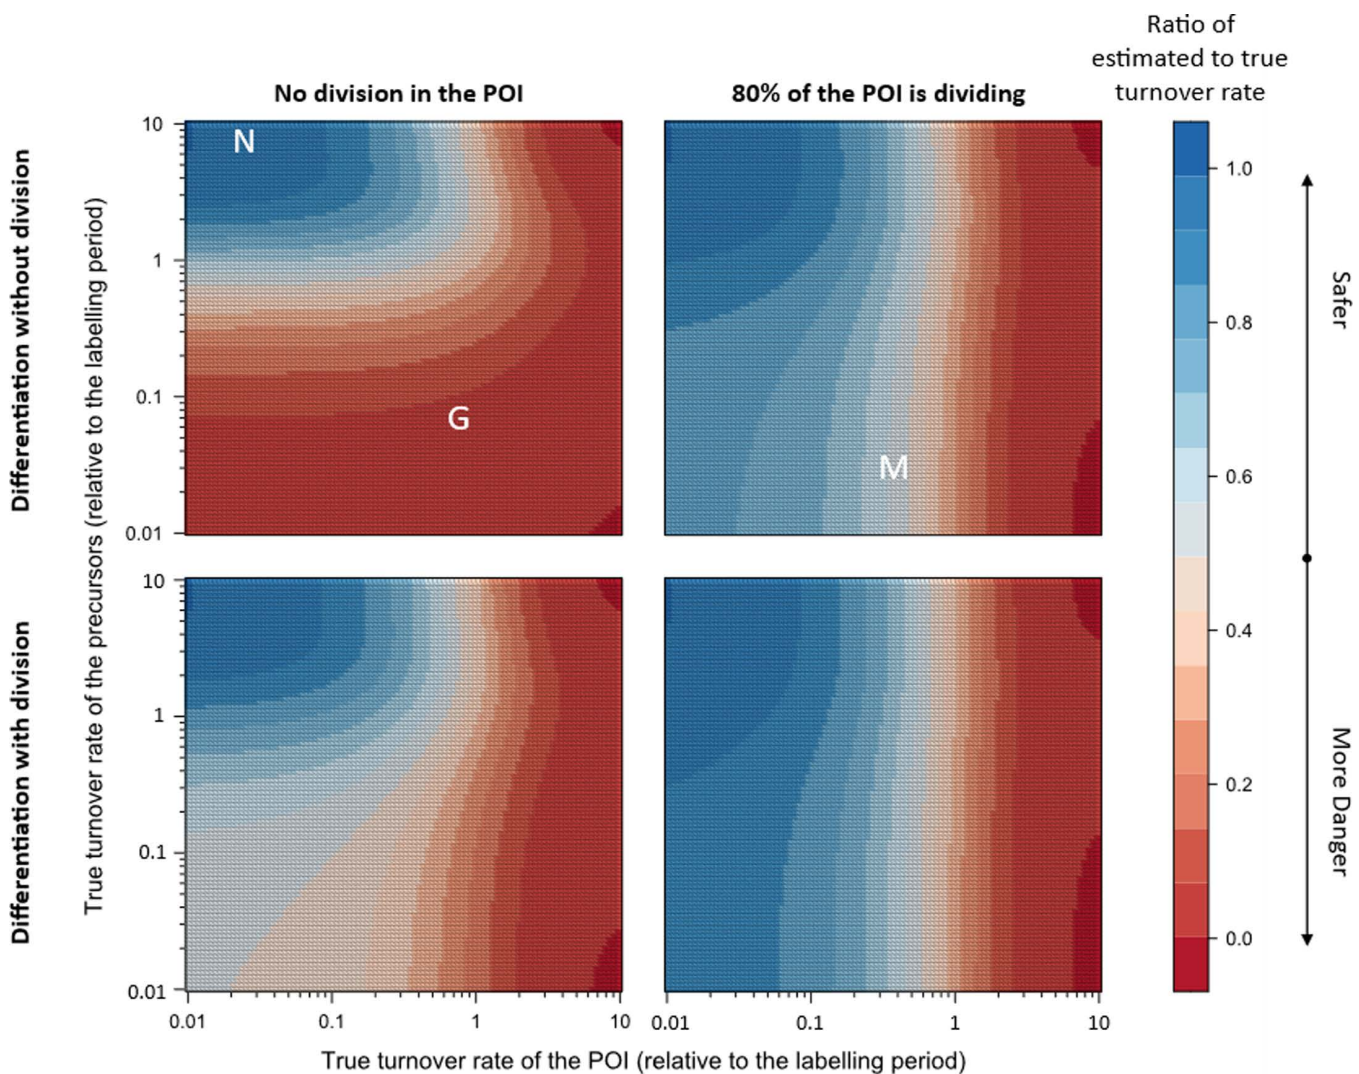 Ratio of
estimated to true
turnover rate
No division in the POI
80% of the POI is dividing
Differentiation without division
Differentiation with division
True turnover rate of the precursors (relative to the labelling period)
10
1
0.1
0.01
N
G
M
10
1
0.1
0.01
0.01
0.1
1
10
0.01
0.1
1
10
True turnover rate of the POI (relative to the labelling period)
1.0
0.8
0.6
0.4
0.2
0.0
Safer
More Danger